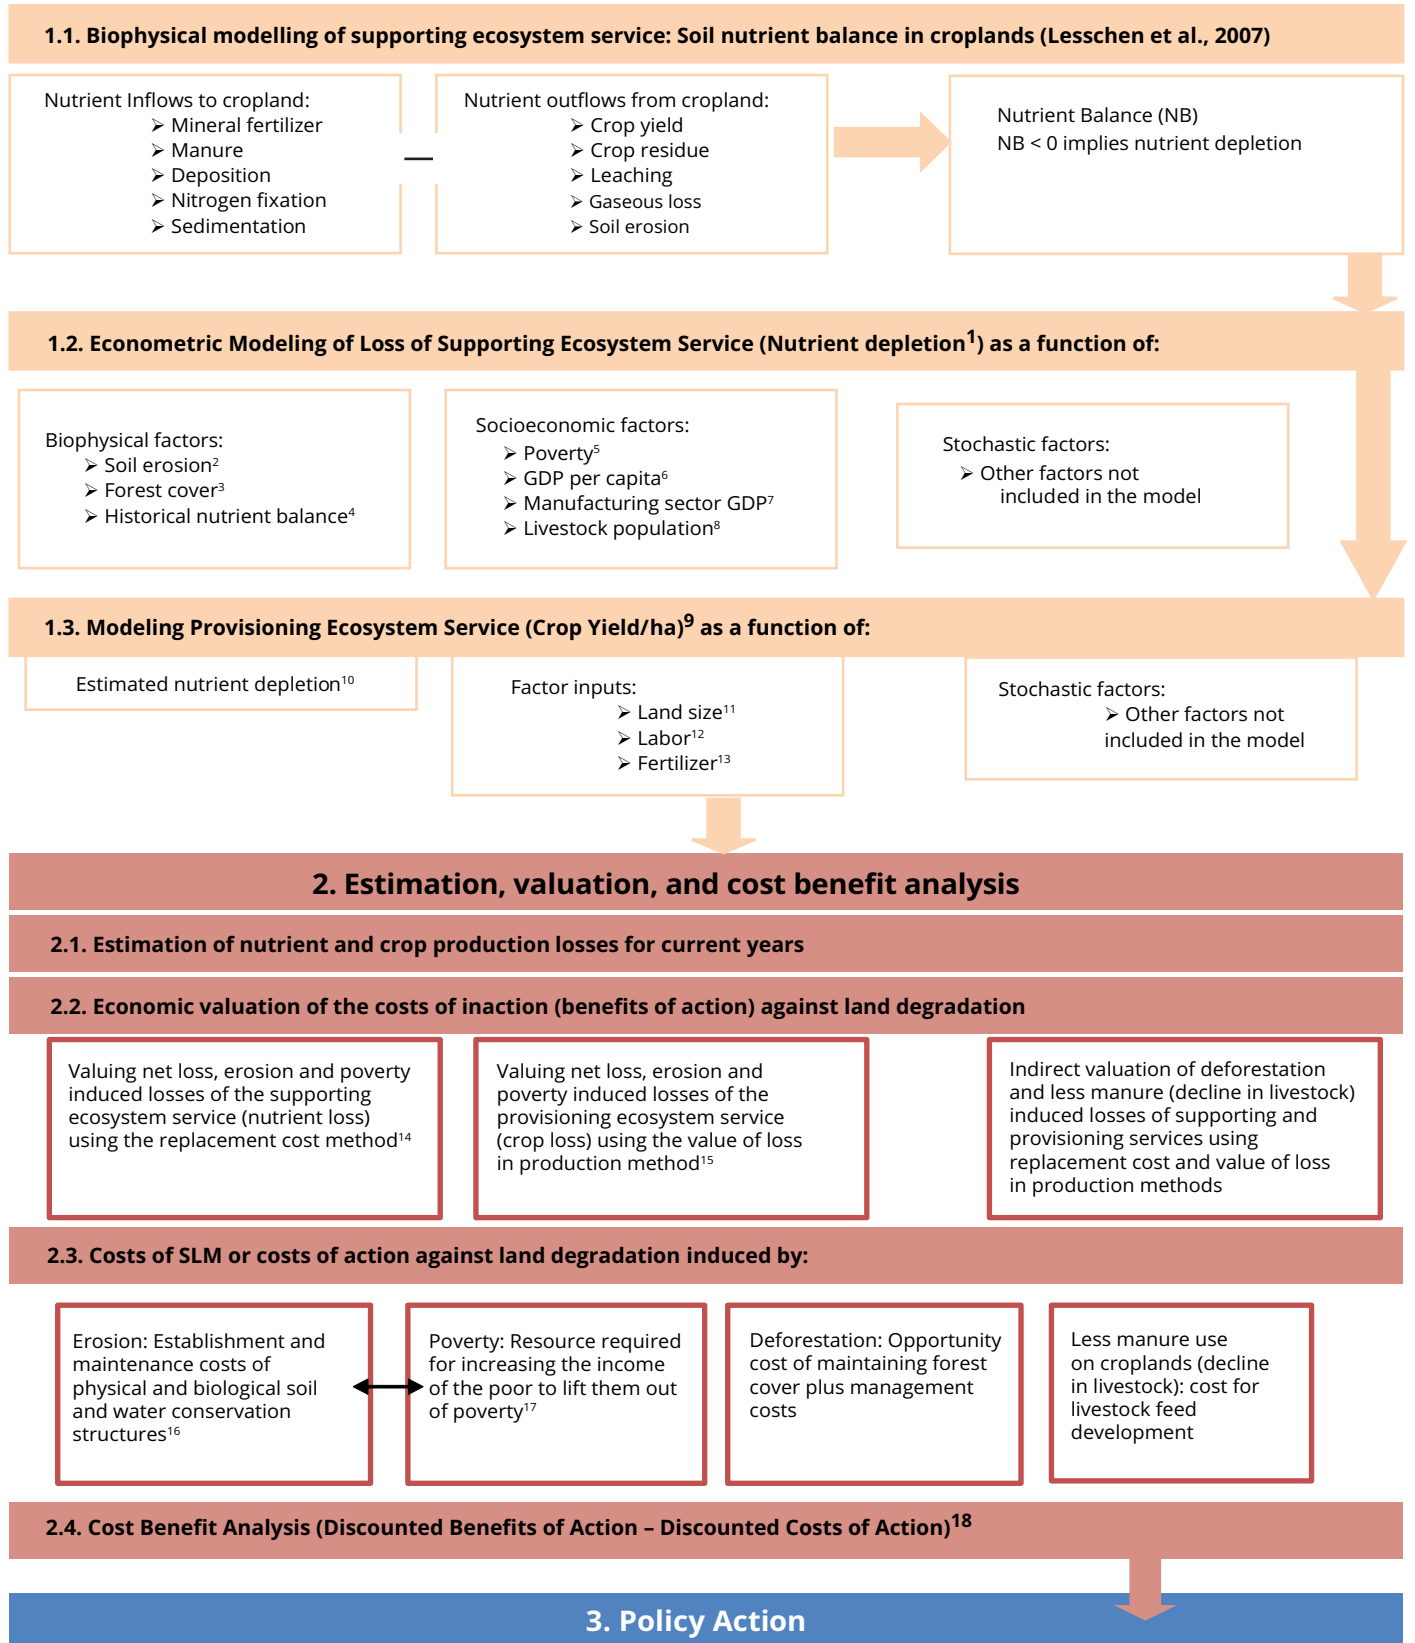 1.1. Biophysical modelling of supporting ecosystem service: Soil nutrient balance in croplands (Lesschen et al., 2007)
Nutrient Inflows to cropland:
➢ Mineral fertilizer
➢ Manure
➢ Deposition
➢ Nitrogen fixation
➢ Sedimentation
—
Nutrient outflows from cropland:
➢ Crop yield
➢ Crop residue
➢ Leaching
➢ Gaseous loss
➢ Soil erosion
Nutrient Balance (NB)
NB < 0 implies nutrient depletion
1.2. Econometric Modeling of Loss of Supporting Ecosystem Service (Nutrient depletion¹) as a function of:
Biophysical factors:
➢ Soil erosion²
➢ Forest cover³
➢ Historical nutrient balance⁴
Socioeconomic factors:
➢ Poverty⁵
➢ GDP per capita⁶
➢ Manufacturing sector GDP⁷
➢ Livestock population⁸
Stochastic factors:
➢ Other factors not
included in the model
1.3. Modeling Provisioning Ecosystem Service (Crop Yield/ha)⁹ as a function of:
Estimated nutrient depletion¹⁰
Factor inputs:
➢ Land size¹¹
➢ Labor¹²
➢ Fertilizer¹³
Stochastic factors:
➢ Other factors not
included in the model
2. Estimation, valuation, and cost benefit analysis
2.1. Estimation of nutrient and crop production losses for current years
2.2. Economic valuation of the costs of inaction (benefits of action) against land degradation
Valuing net loss, erosion and poverty
induced losses of the supporting
ecosystem service (nutrient loss)
using the replacement cost method¹⁴
Valuing net loss, erosion and
poverty induced losses of the
provisioning ecosystem service
(crop loss) using the value of loss
in production method¹⁵
Indirect valuation of deforestation
and less manure (decline in livestock)
induced losses of supporting and
provisioning services using
replacement cost and value of loss
in production methods
2.3. Costs of SLM or costs of action against land degradation induced by:
Erosion: Establishment and
maintenance costs of
physical and biological soil
and water conservation
structures¹⁶
Poverty: Resource required
for increasing the income
of the poor to lift them out
of poverty¹⁷
Deforestation: Opportunity
cost of maintaining forest
cover plus management
costs
Less manure use
on croplands (decline
in livestock): cost for
livestock feed
development
2.4. Cost Benefit Analysis (Discounted Benefits of Action – Discounted Costs of Action)¹⁸
3. Policy Action